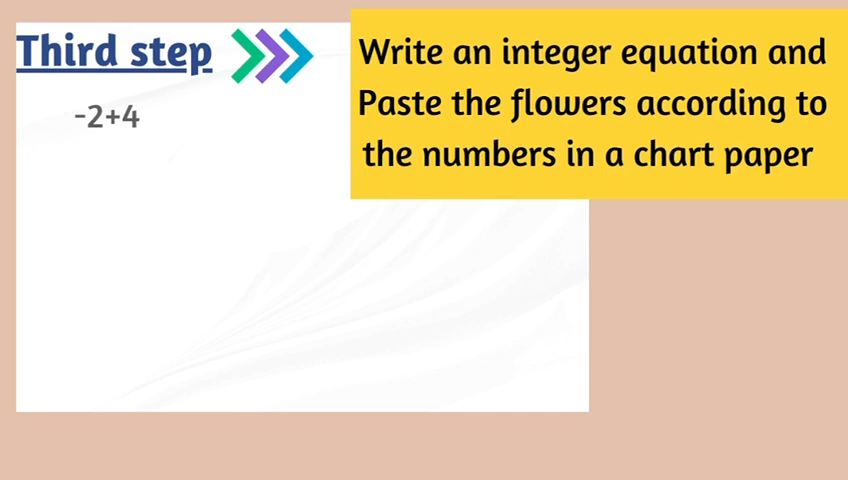 Third step
Write an integer equation and
Paste the flowers according to
the numbers in a chart paper
-2+4